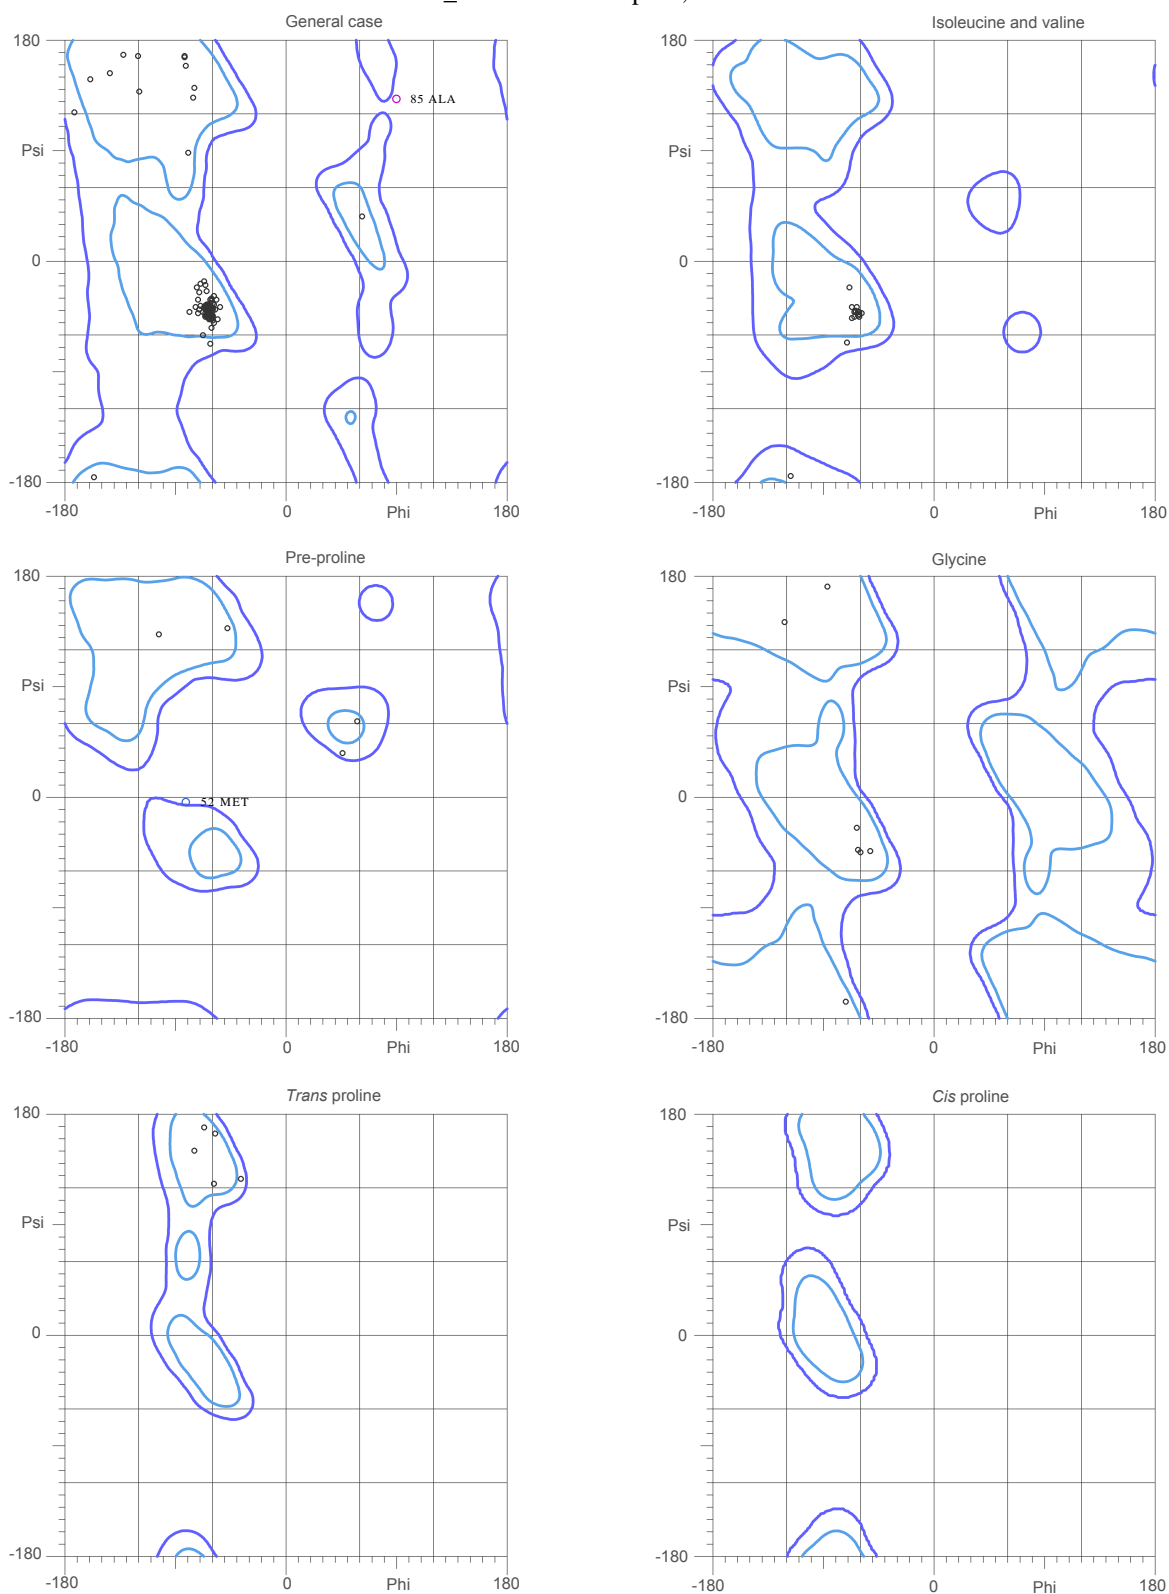 General case
180
Psi
0
-180
-180
0
Phi
180
85 ALA
Isoleucine and valine
180
Psi
0
-180
-180
0
Phi
180
Pre-proline
180
Psi
0
-180
-180
0
Phi
180
52 MET
Glycine
180
Psi
0
-180
-180
0
Phi
180
Trans proline
180
Psi
0
-180
-180
0
Phi
180
Cis proline
180
Psi
0
-180
-180
0
Phi
180